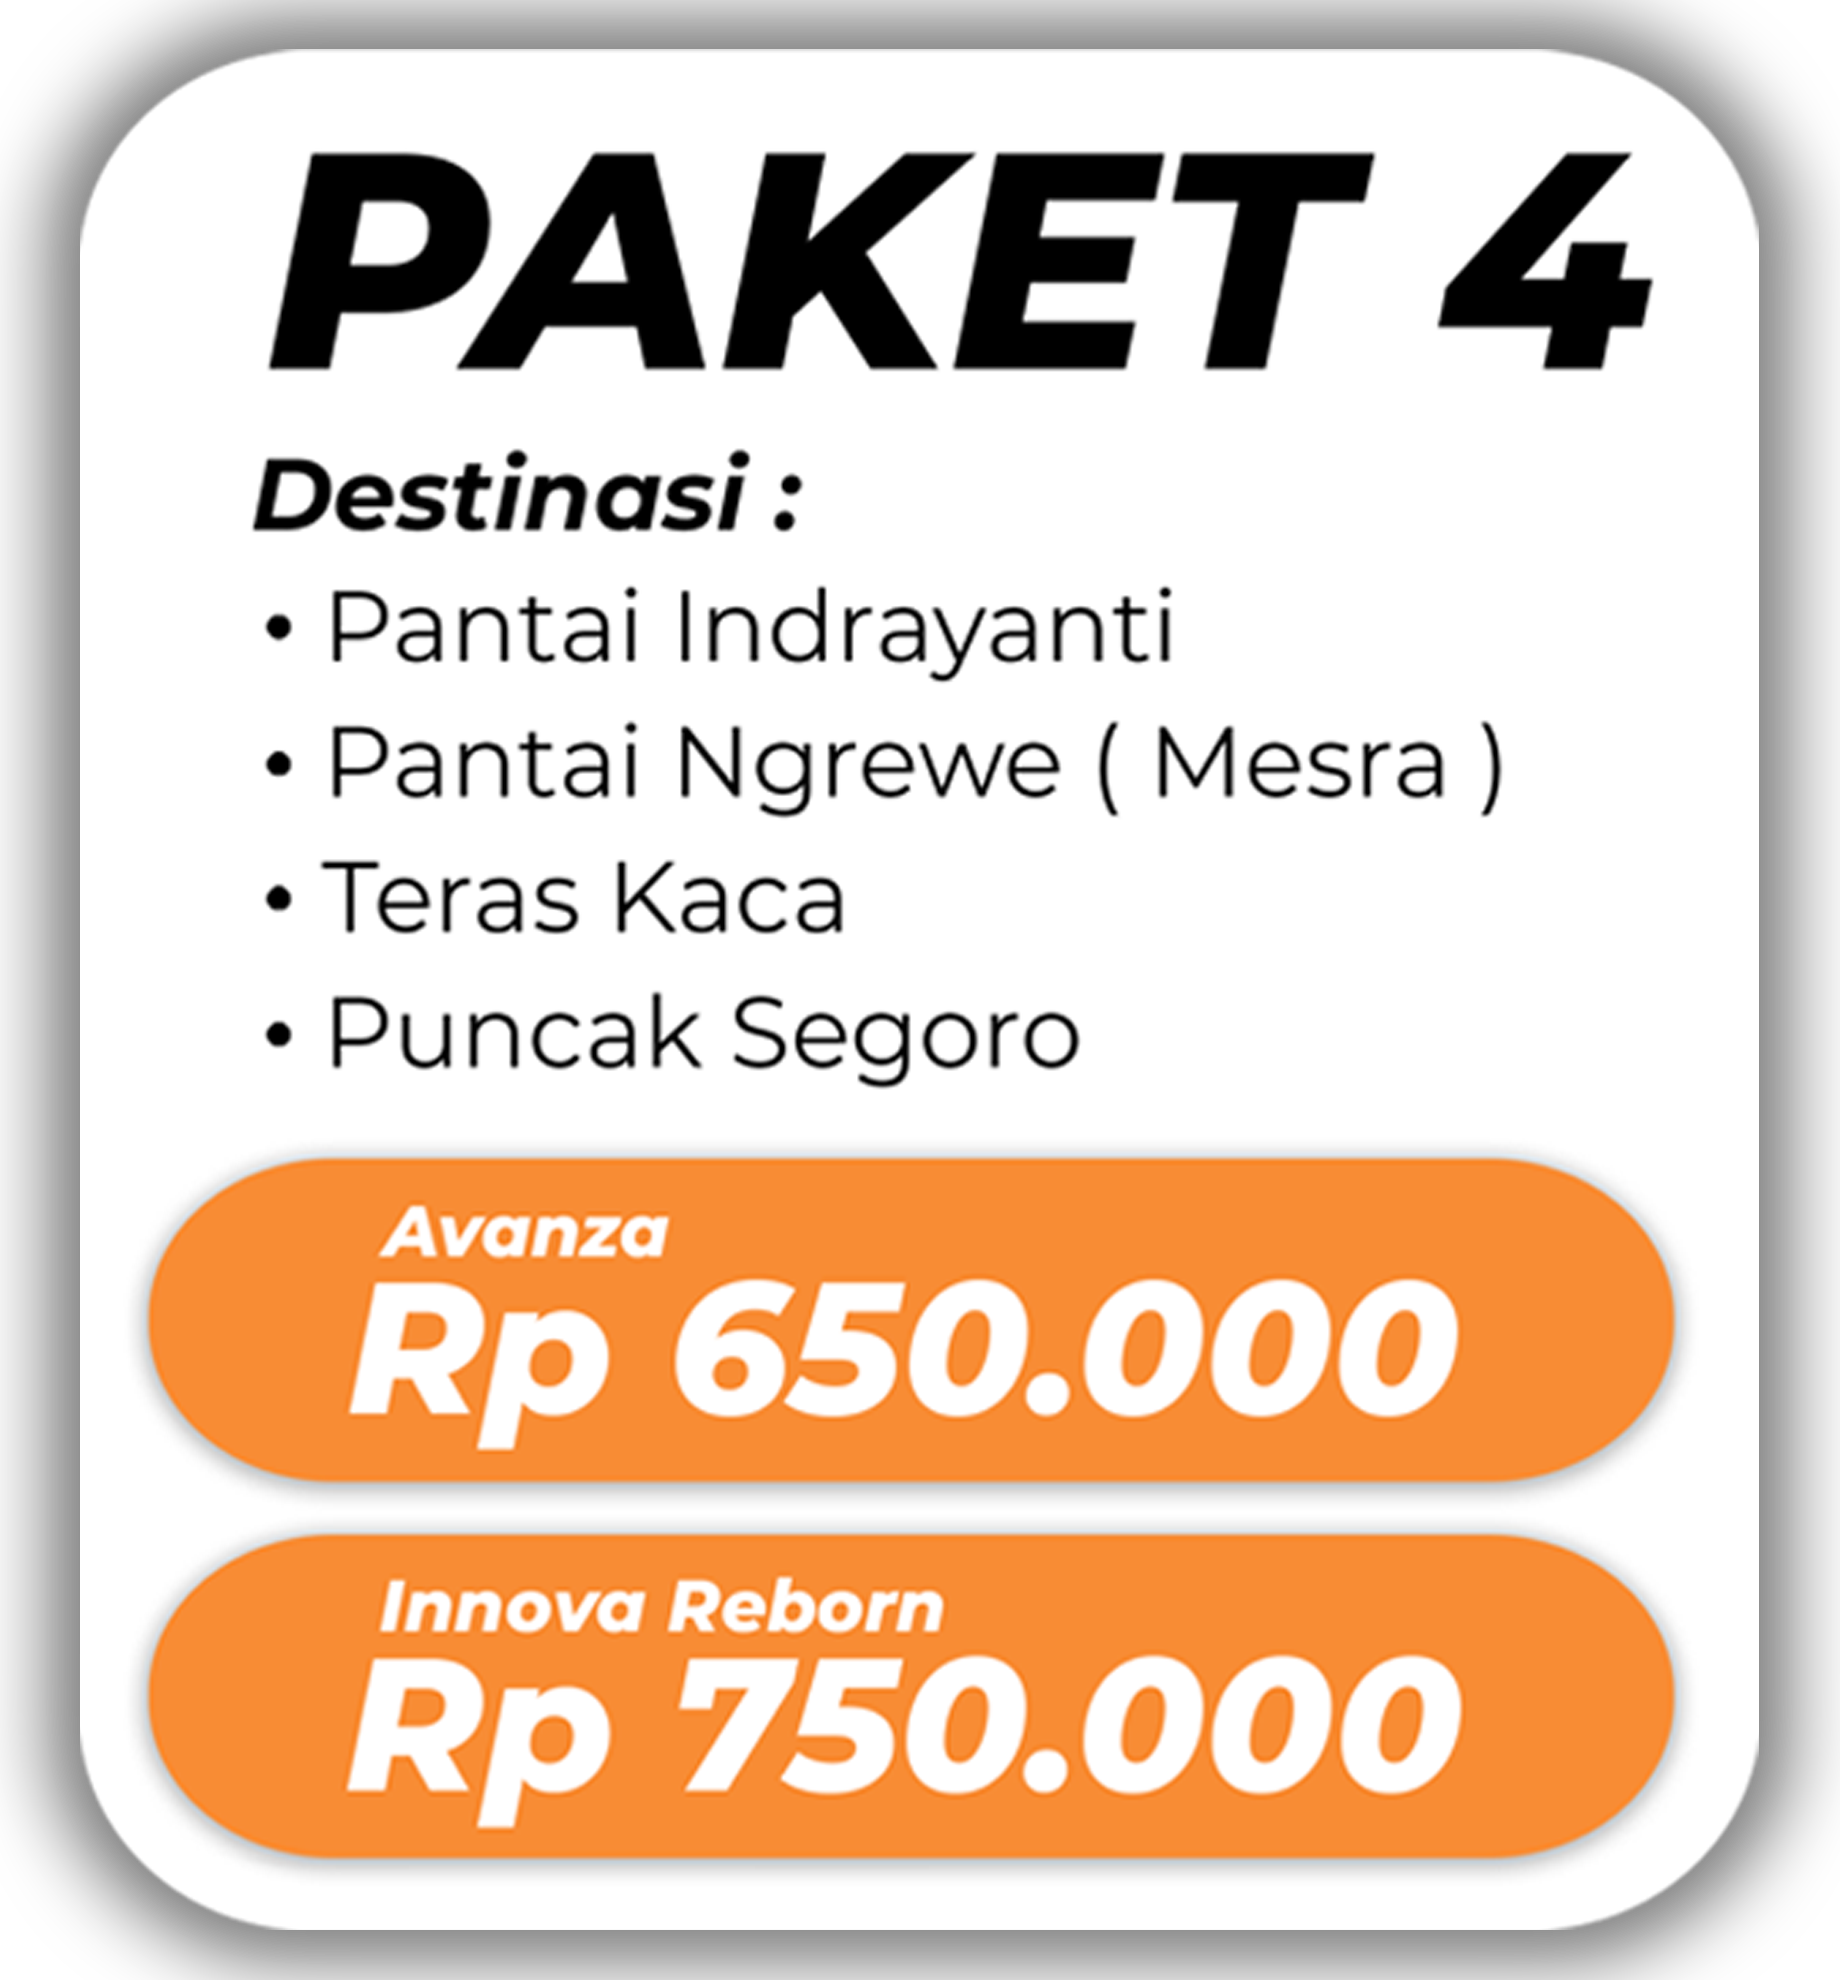 PAKET 4
Destinasi :
• Pantai Indrayanti
• Pantai Ngrewe ( Mesra )
• Teras Kaca
• Puncak Segoro
Avanza
Rp 650.000
Innova Reborn
Rp 750.000